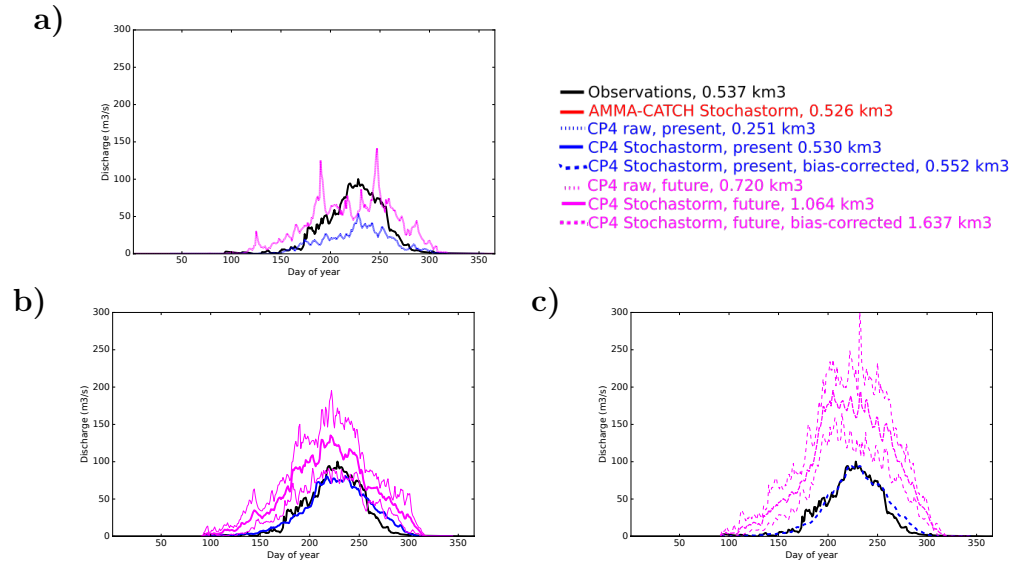 a)
300
250
200
150
100
50
0
Discharge (m3/s)
50 100 150 200 250 300 350
Day of year
Observations, 0.537 km3
AMMA-CATCH Stochastorm, 0.526 km3
CP4 raw, present, 0.251 km3
CP4 Stochastorm, present 0.530 km3
CP4 Stochastorm, present, bias-corrected, 0.552 km3
CP4 raw, future, 0.720 km3
CP4 Stochastorm, future, 1.064 km3
CP4 Stochastorm, future, bias-corrected 1.637 km3
b)
300
250
200
150
100
50
0
Discharge (m3/s)
50 100 150 200 250 300 350
Day of year
c)
300
250
200
150
100
50
0
Discharge (m3/s)
50 100 150 200 250 300 350
Day of year